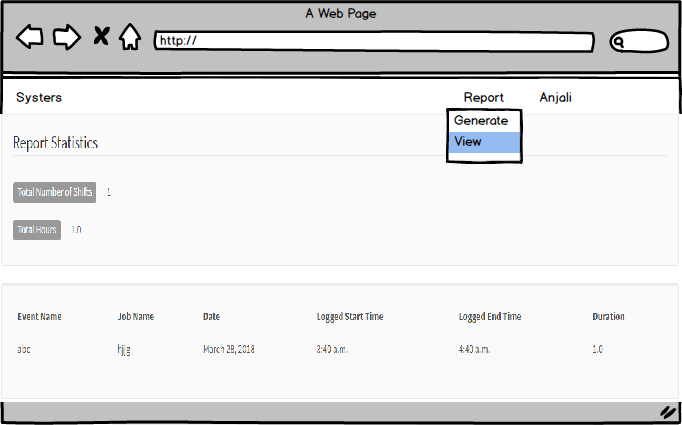 A Web Page
http://
Systers Report Anjali
Generate
View
Report Statistics
Total Number of Shifts 1
Total Hours 1.0
Event Name Job Name Date Logged Start Time Logged End Time Duration
abc hjjg March 28, 2018 3:40 a.m. 4:40 a.m. 1.0